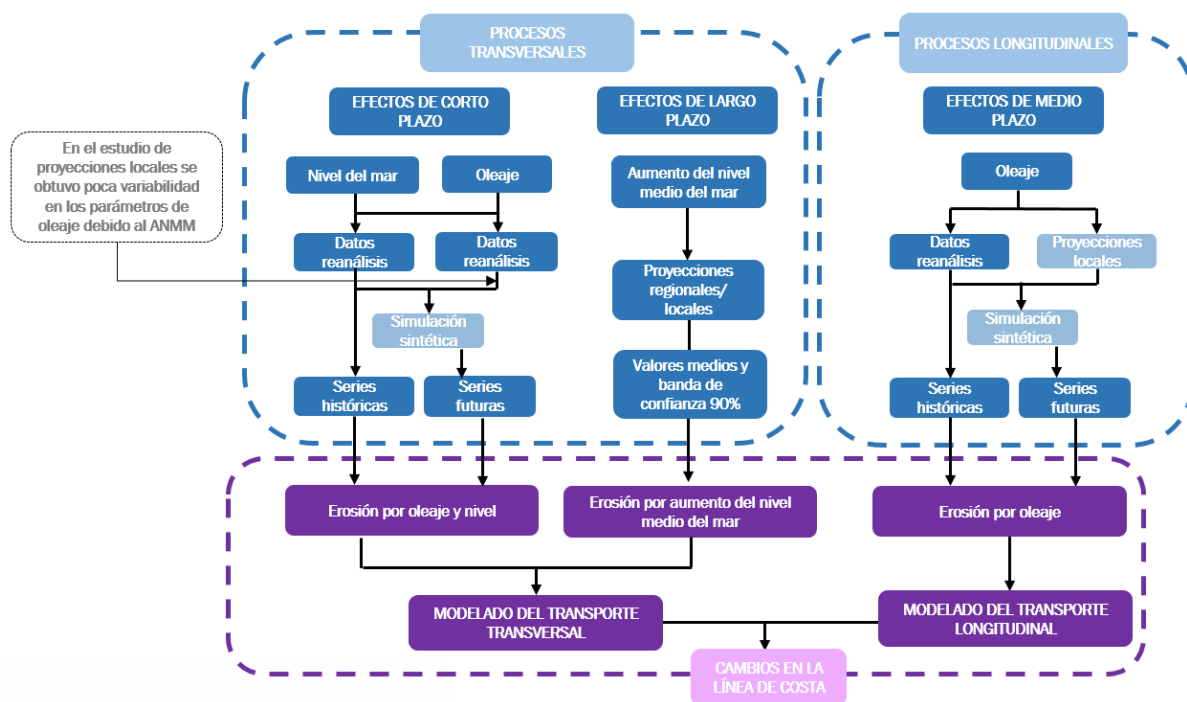 PROCESOS
TRANSVERSALES
PROCESOS LONGITUDINALES
EFECTOS DE CORTO
PLAZO
EFECTOS DE LARGO
PLAZO
EFECTOS DE MEDIO
PLAZO
En el estudio de
proyecciones locales se
obtuvo poca variabilidad
en los parámetros de
oleaje debido al ANMM
Nivel del mar
Oleaje
Aumento del nivel
medio del mar
Oleaje
Datos
reanálisis
Datos
reanálisis
Proyecciones
regionales/
locales
Datos
reanálisis
Proyecciones
locales
Simulación
sintética
Simulación
sintética
Valores medios y
banda de
confianza 90%
Series
históricas
Series
futuras
Series
históricas
Series
futuras
Erosión por oleaje y nivel
Erosión por aumento del nivel
medio del mar
Erosión por oleaje
MODELADO DEL TRANSPORTE
TRANSVERSAL
MODELADO DEL TRANSPORTE
LONGITUDINAL
CAMBIOS EN LA
LÍNEA DE COSTA